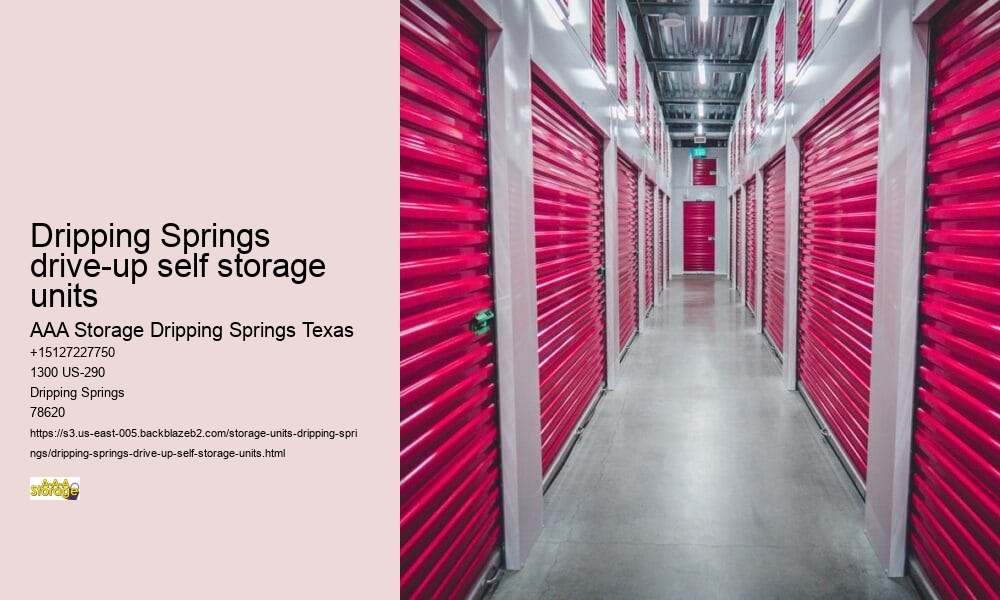 Dripping Springs
drive-up self storage
units
AAA Storage Dripping Springs Texas
+15127227750
1300 US-290
Dripping Springs
78620
https://s3.us-east-005.backblazeb2.com/storage-units-dripping-spri
ngs/dripping-springs-drive-up-self-storage-units.html
A-A-A
Storage